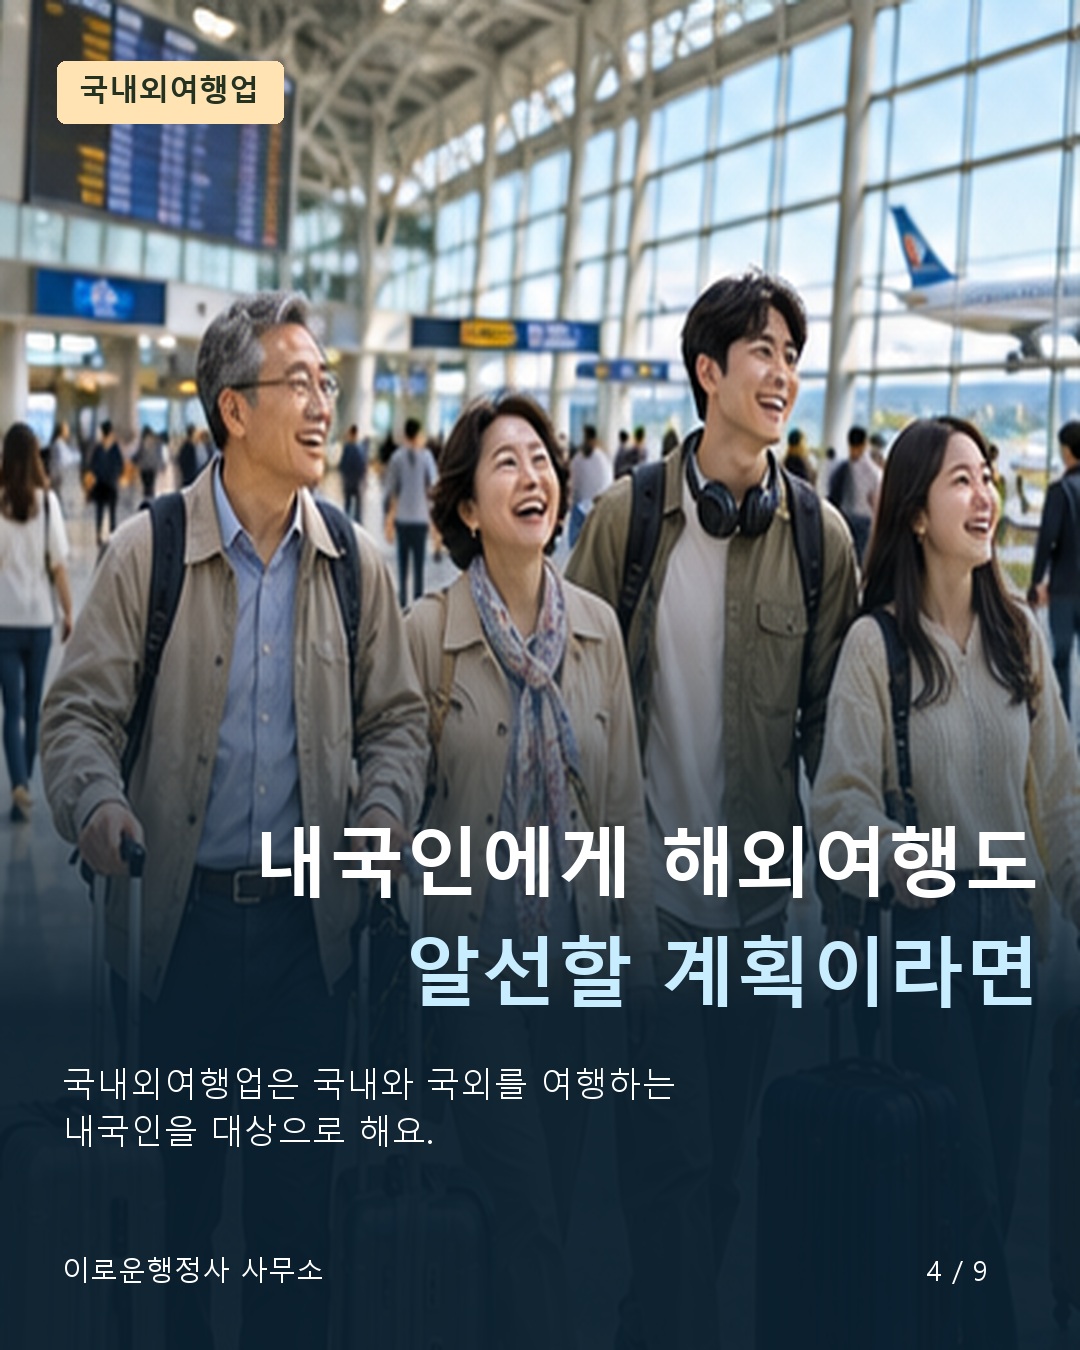 국내외여행업
내국인에게 해외여행도
알선할 계획이라면
국내외여행업은 국내와 국외를 여행하는
내국인을 대상으로 해요.
이로운행정사 사무소
4 / 9